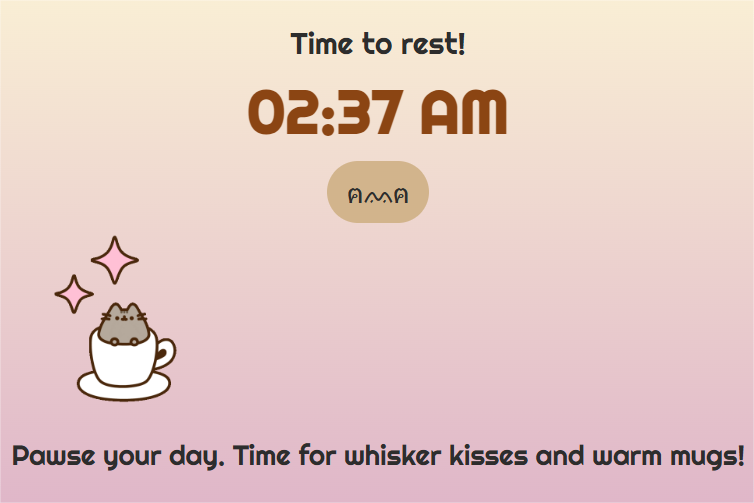 Time to rest!
02:37 AM
ฅ^•ﻌ•^ฅ
Pawse your day. Time for whisker kisses and warm mugs!